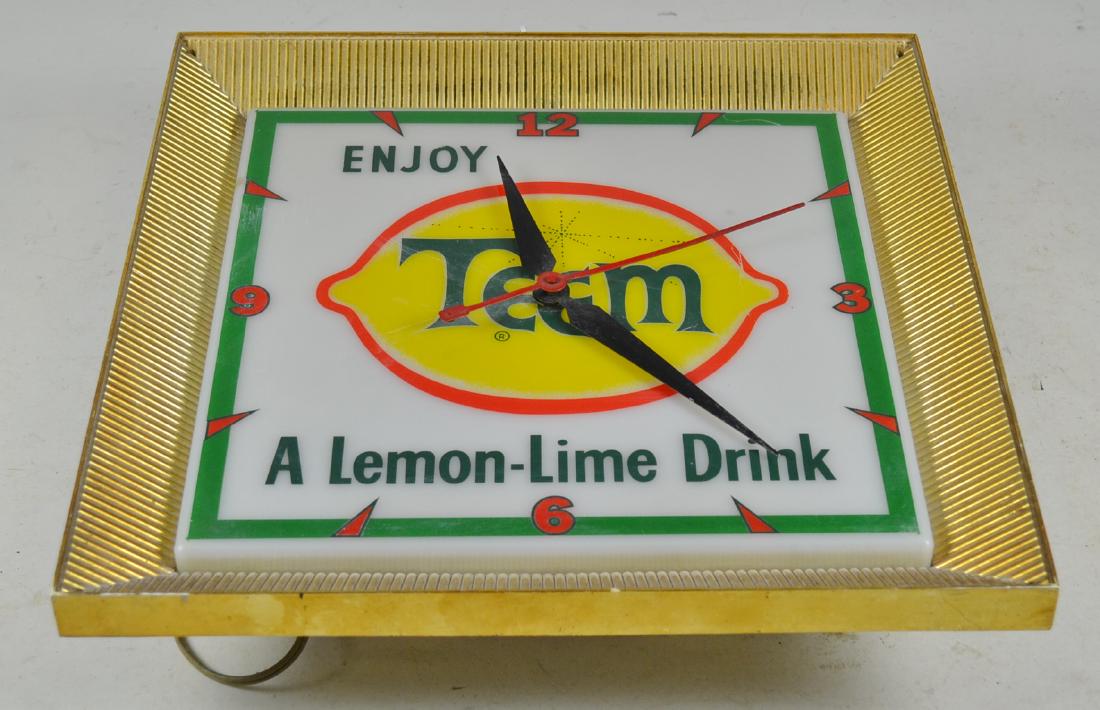 12
ENJOY
Teem
9
3
®
A Lemon-Lime Drink
6